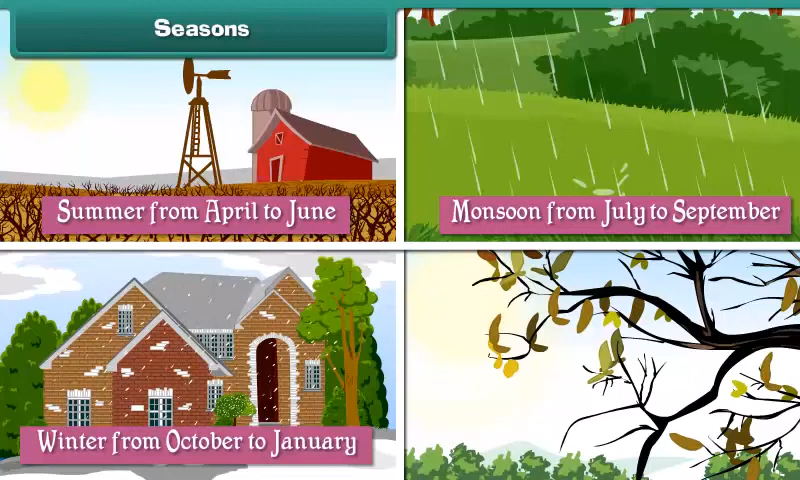 Seasons
Summer from April to June
Monsoon from July to September
Winter from October to January